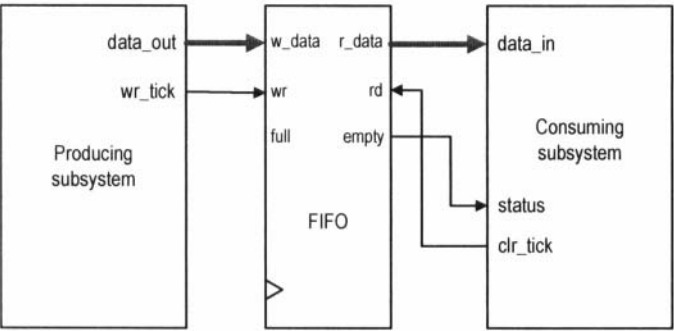 data_out
wr_tick
Producing
subsystem
w_data r_data
wr rd
full empty
FIFO
data_in
Consuming
subsystem
status
clr_tick